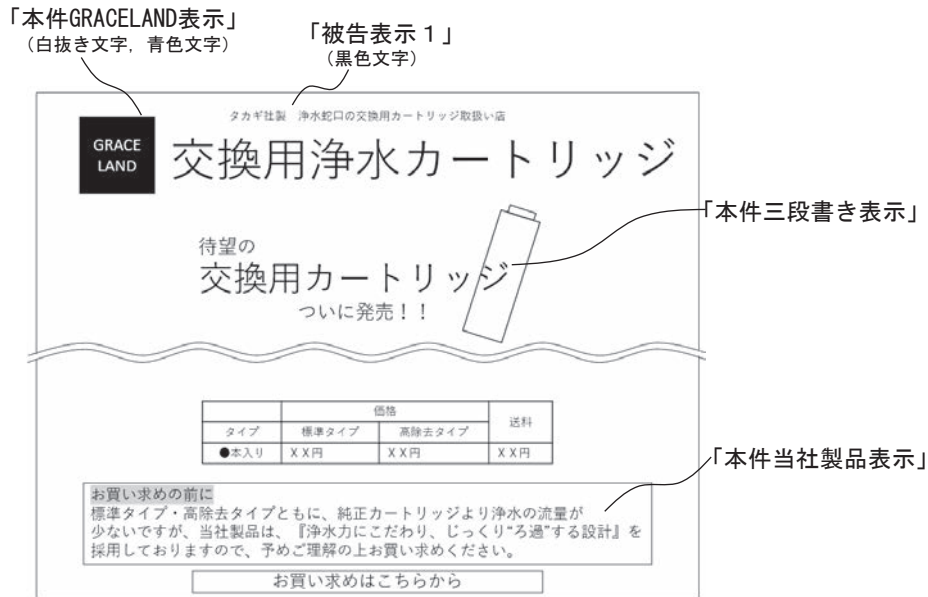 「本件GRACELAND表示」
（白抜き文字，青色文字）
「被告表示１」
（黒色文字）
タカギ社製　浄水蛇口の交換用カートリッジ取扱い店
GRACE
LAND
交換用浄水カートリッジ
「本件三段書き表示」
待望の
交換用カートリッジ
ついに発売！！
価格
送料
タイプ
標準タイプ
高除去タイプ
●本入り
ＸＸ円
ＸＸ円
ＸＸ円
「本件当社製品表示」
お買い求めの前に
標準タイプ・高除去タイプともに、純正カートリッジより浄水の流量が
少ないですが、当社製品は、『浄水力にこだわり、じっくり“ろ過”する設計』を
採用しておりますので、予めご理解の上お買い求めください。
お買い求めはこちらから